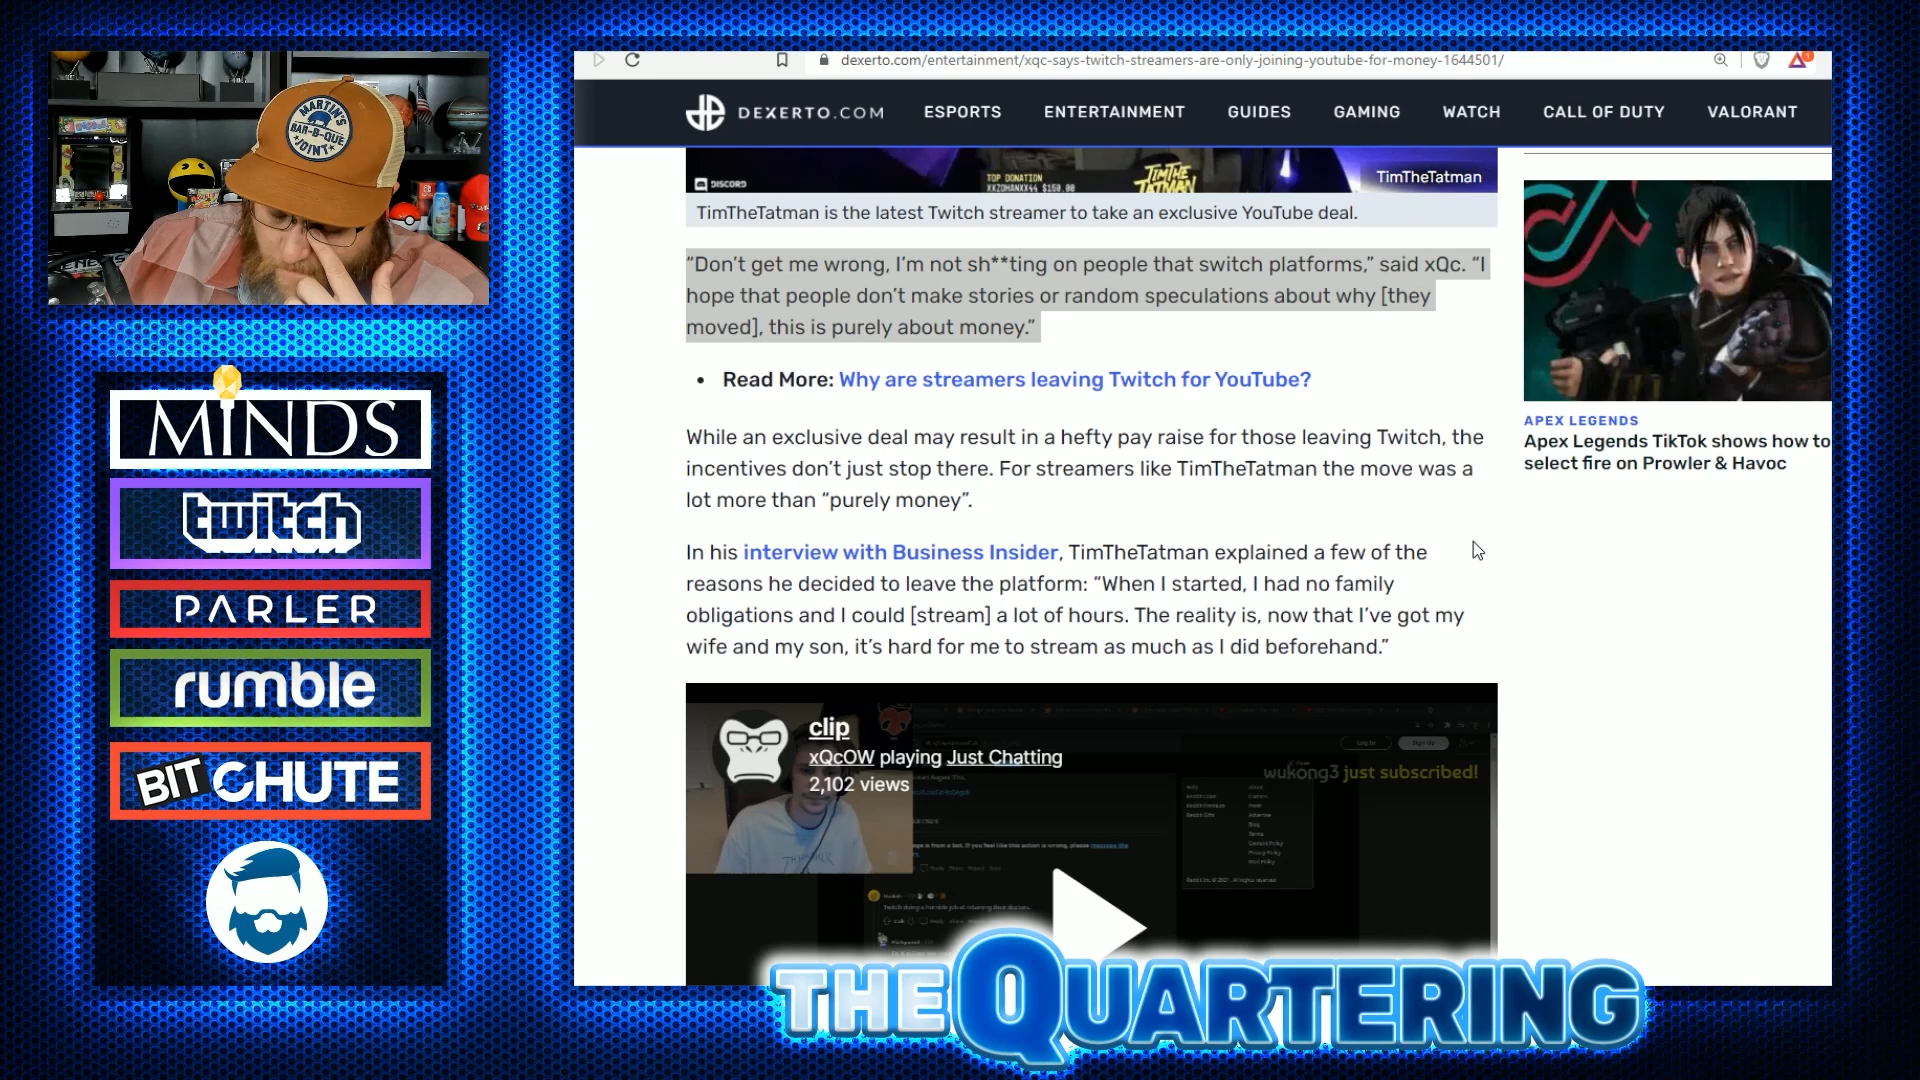 MARTIN'S
BAR-B-QUE
JOINT
dexerto.com/entertainment/xqc-says-twitch-streamers-are-only-joining-youtube-for-money-1644501/
DEXERTO.COM
ESPORTS
ENTERTAINMENT
GUIDES
GAMING
WATCH
CALL OF DUTY
VALORANT
DISCORD
TOP DONATION
XXZOHANXX44 $150.00
TIMTHE
TATMAN
TimTheTatman
TimTheTatman is the latest Twitch streamer to take an exclusive YouTube deal.
“Don’t get me wrong, I’m not sh**ting on people that switch platforms,” said xQc. “I
hope that people don’t make stories or random speculations about why [they
moved], this is purely about money.”
• Read More: Why are streamers leaving Twitch for YouTube?
While an exclusive deal may result in a hefty pay raise for those leaving Twitch, the
incentives don’t just stop there. For streamers like TimTheTatman the move was a
lot more than “purely money”.
In his interview with Business Insider, TimTheTatman explained a few of the
reasons he decided to leave the platform: “When I started, I had no family
obligations and I could [stream] a lot of hours. The reality is, now that I’ve got my
wife and my son, it’s hard for me to stream as much as I did beforehand.”
clip
xQcOW playing Just Chatting
2,102 views
Log In
Sign Up
wukong3 just subscribed!
APEX LEGENDS
Apex Legends TikTok shows how to
select fire on Prowler & Havoc
MINDS
twitch
PARLER
rumble
BIT CHUTE
THE QUARTERING